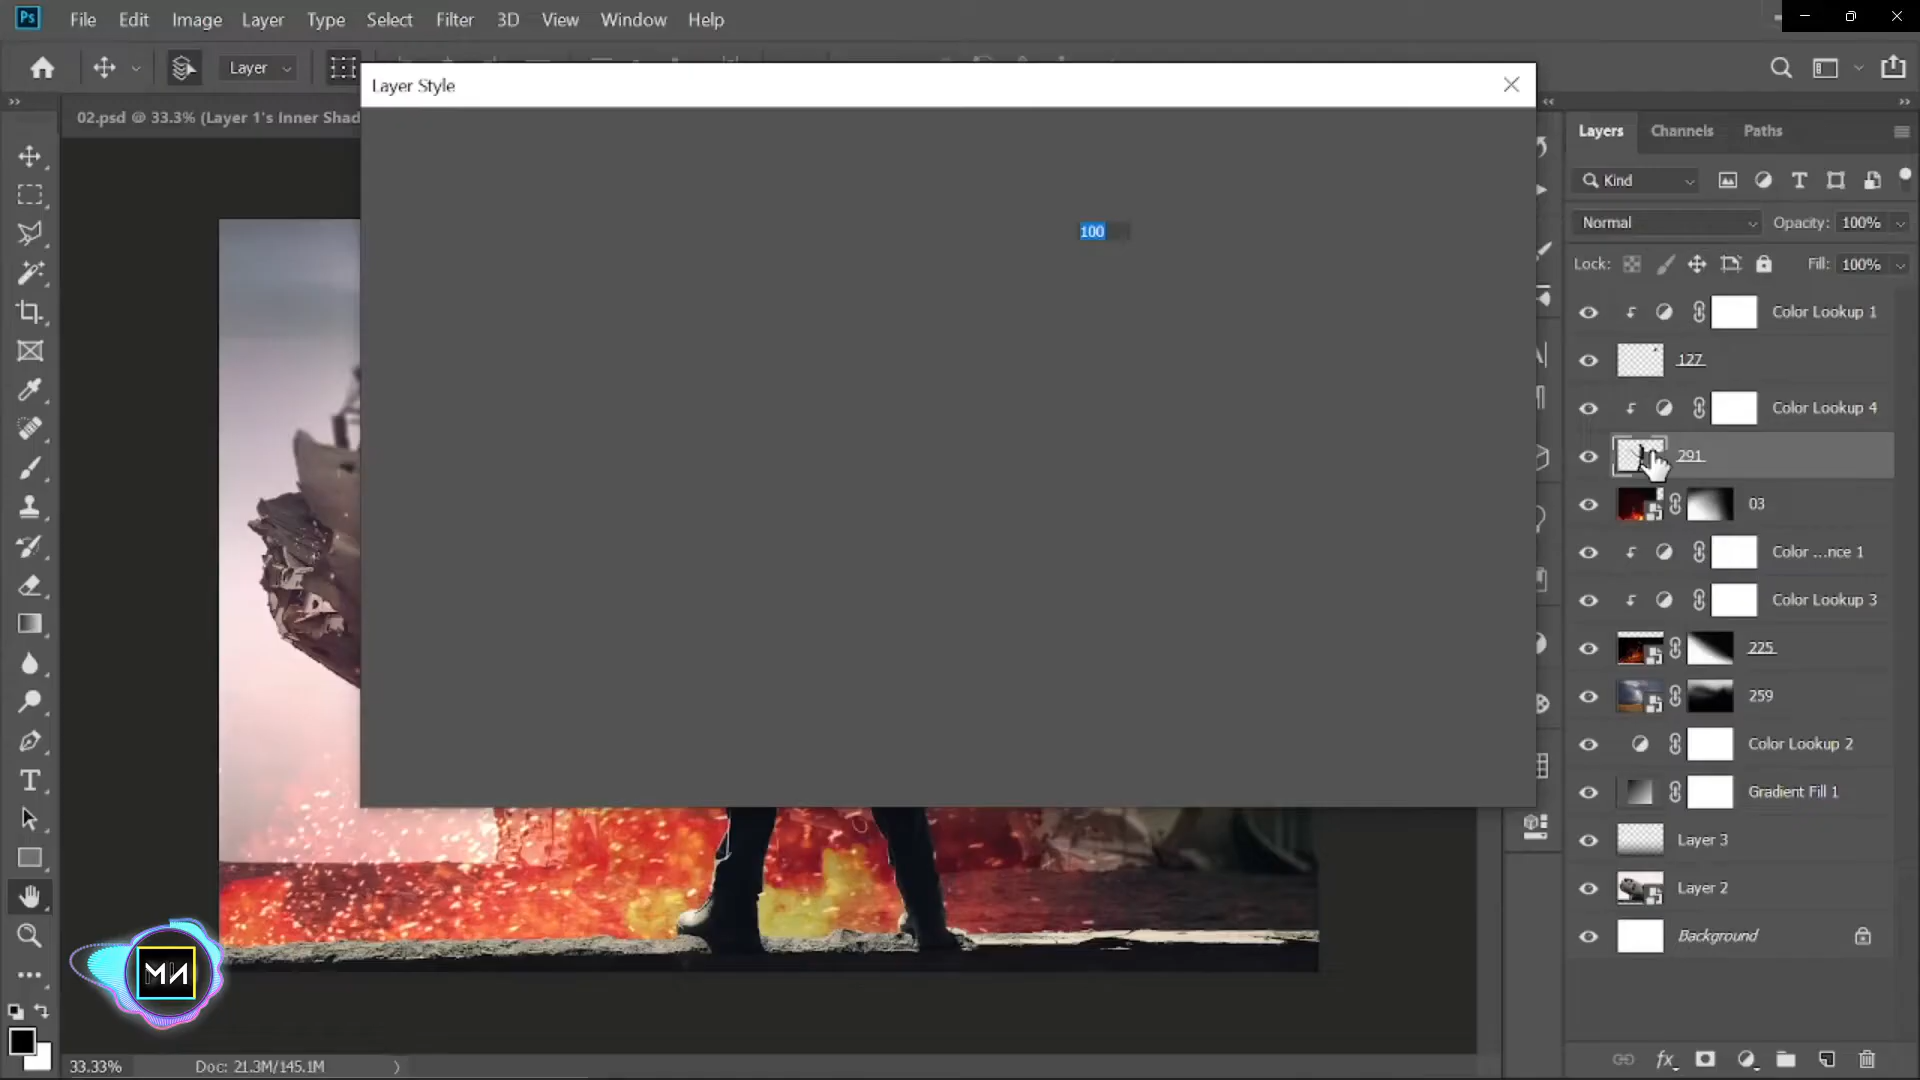 Ps File Edit Image Layer Type Select Filter 3D View Window Help
Layer
Layer Style
02.psd @ 33.3% (Layer 1's Inner Shad
100
Layers Channels Paths
Kind
Normal Opacity: 100%
Lock: Fill: 100%
Color Lookup 1
127
Color Lookup 4
291
03
Color ...nce 1
Color Lookup 3
225
259
Color Lookup 2
Gradient Fill 1
Layer 3
Layer 2
Background
33.33% Doc: 21.3M/145.1M